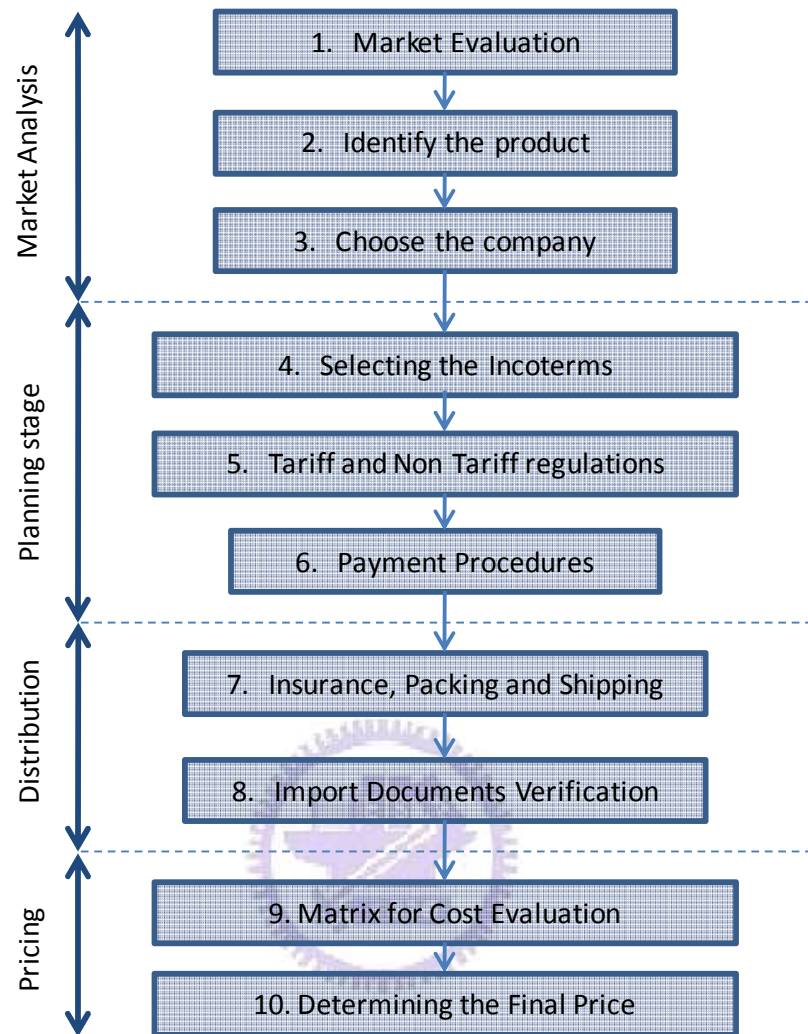 Market Analysis
1. Market Evaluation
2. Identify the product
3. Choose the company
Planning stage
4. Selecting the Incoterms
5. Tariff and Non Tariff regulations
6. Payment Procedures
Distribution
7. Insurance, Packing and Shipping
8. Import Documents Verification
Pricing
9. Matrix for Cost Evaluation
10. Determining the Final Price